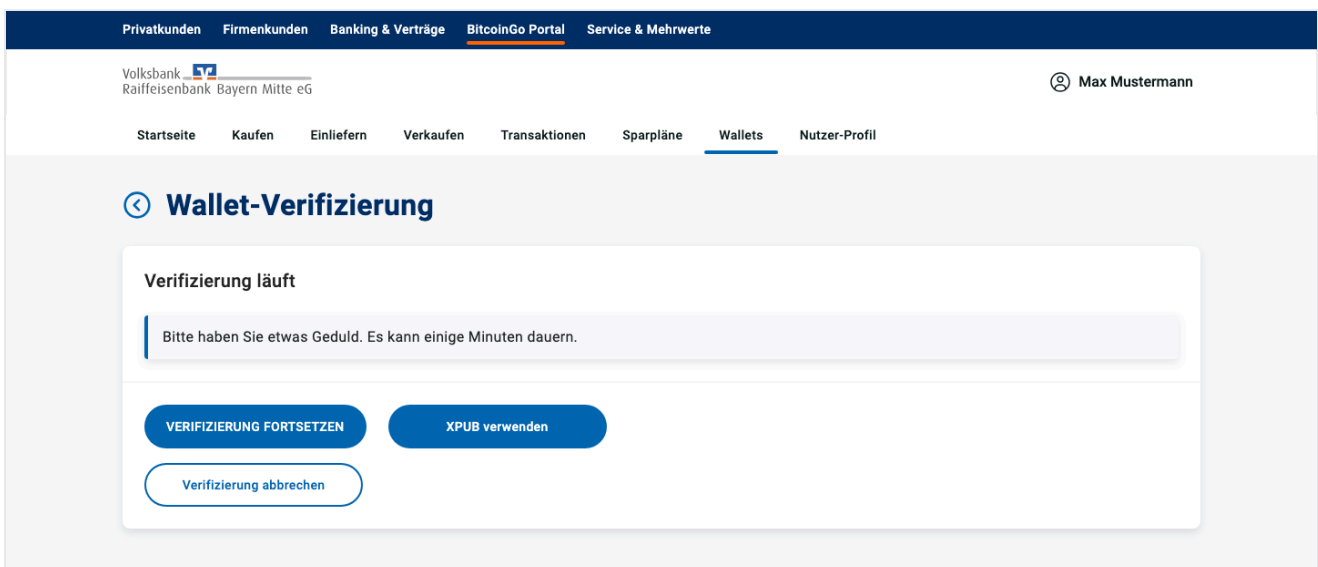 Privatkunden Firmenkunden Banking & Verträge BitcoinGo Portal Service & Mehrwerte
Volksbank
Raiffeisenbank Bayern Mitte eG
Max Mustermann
Startseite Kaufen Einliefern Verkaufen Transaktionen Sparpläne Wallets Nutzer-Profil
Wallet-Verifizierung
Verifizierung läuft
Bitte haben Sie etwas Geduld. Es kann einige Minuten dauern.
VERIFIZIERUNG FORTSETZEN XPUB verwenden
Verifizierung abbrechen